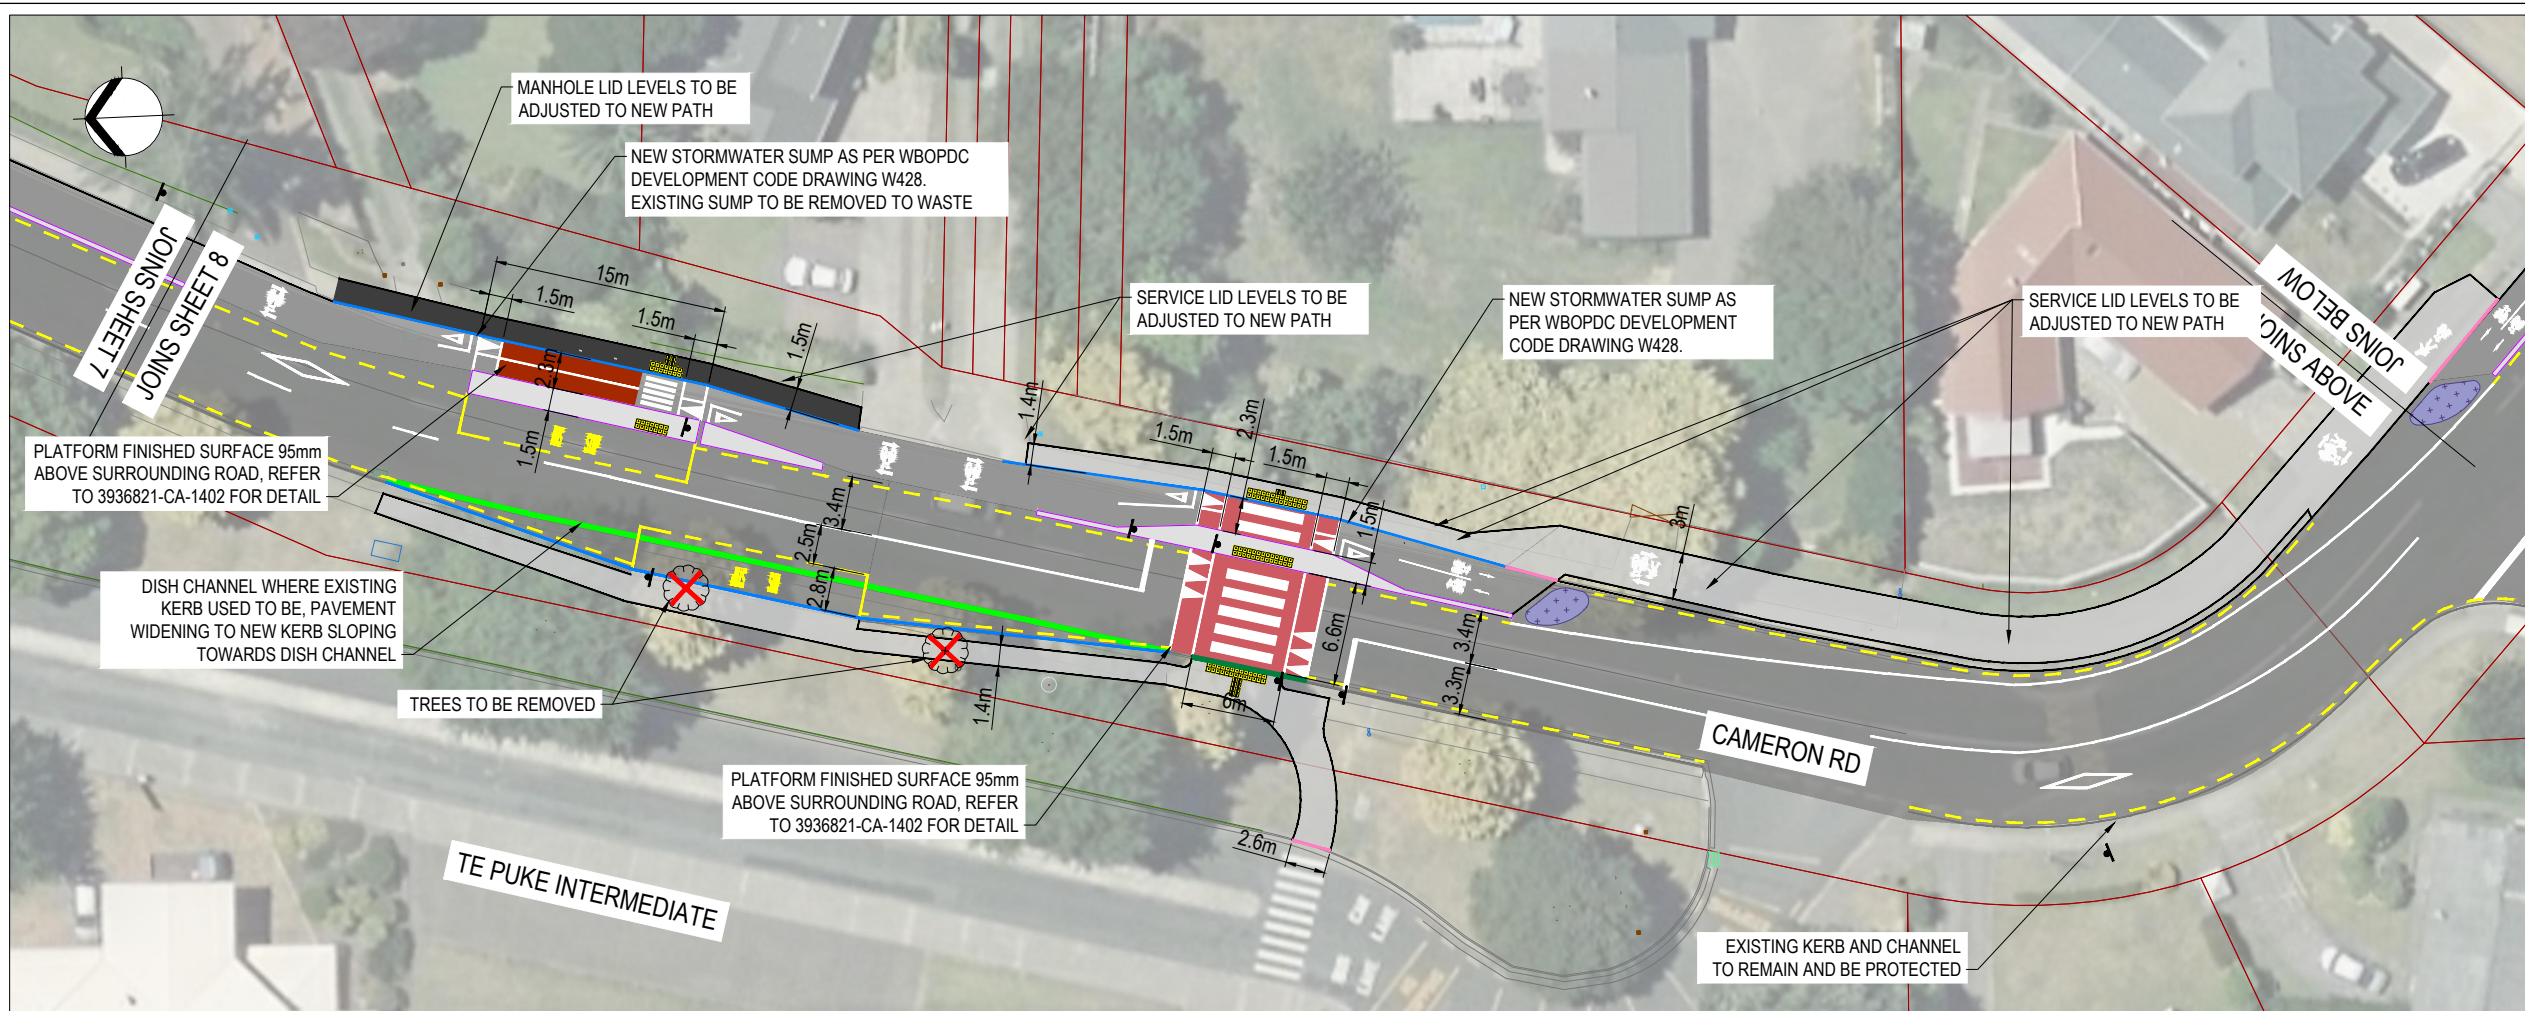 MANHOLE LID LEVELS TO BE
ADJUSTED TO NEW PATH
NEW STORMWATER SUMP AS PER WBOPDC
DEVELOPMENT CODE DRAWING W428.
EXISTING SUMP TO BE REMOVED TO WASTE
JOINS SHEET 7
JOINS SHEET 8
15m
1.5m
1.5m
1.5m
2.3m
1.5m
SERVICE LID LEVELS TO BE
ADJUSTED TO NEW PATH
NEW STORMWATER SUMP AS
PER WBOPDC DEVELOPMENT
CODE DRAWING W428.
SERVICE LID LEVELS TO BE
ADJUSTED TO NEW PATH
JOINS BELOW
JOINS ABOVE
1.4m
1.5m
2.3m
1.5m
1.5m
3m
PLATFORM FINISHED SURFACE 95mm
ABOVE SURROUNDING ROAD, REFER
TO 3936821-CA-1402 FOR DETAIL
3.4m
2.5m
2.8m
DISH CHANNEL WHERE EXISTING
KERB USED TO BE, PAVEMENT
WIDENING TO NEW KERB SLOPING
TOWARDS DISH CHANNEL
TREES TO BE REMOVED
1.4m
6m
6.6m
3.4m
3.3m
CAMERON RD
PLATFORM FINISHED SURFACE 95mm
ABOVE SURROUNDING ROAD, REFER
TO 3936821-CA-1402 FOR DETAIL
2.6m
TE PUKE INTERMEDIATE
BUS LANE
CAR LANE
EXISTING KERB AND CHANNEL
TO REMAIN AND BE PROTECTED